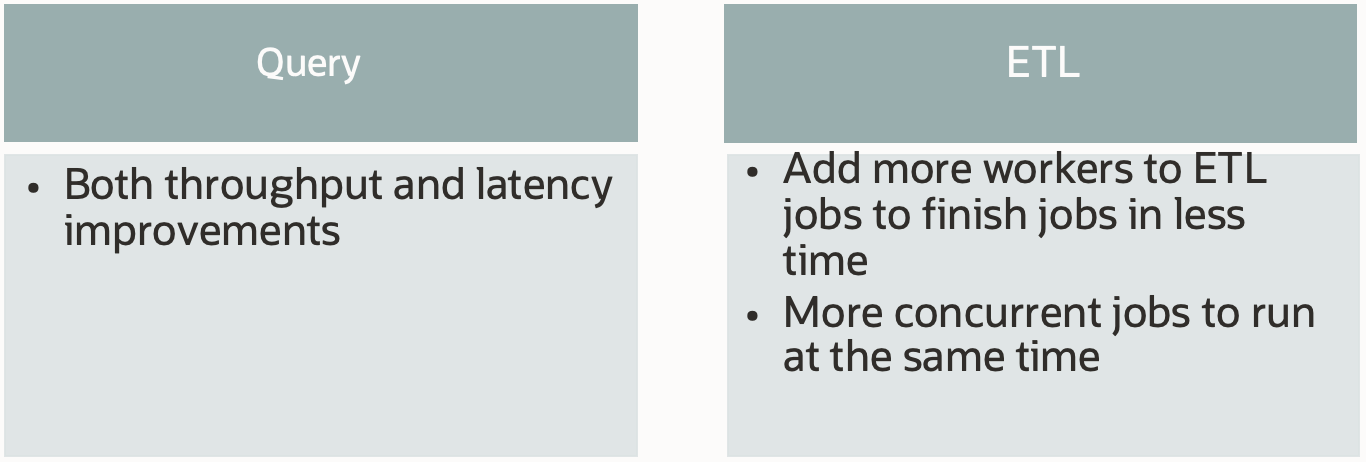 Query
• Both throughput and latency
improvements
ETL
• Add more workers to ETL
jobs to finish jobs in less
time
• More concurrent jobs to run
at the same time